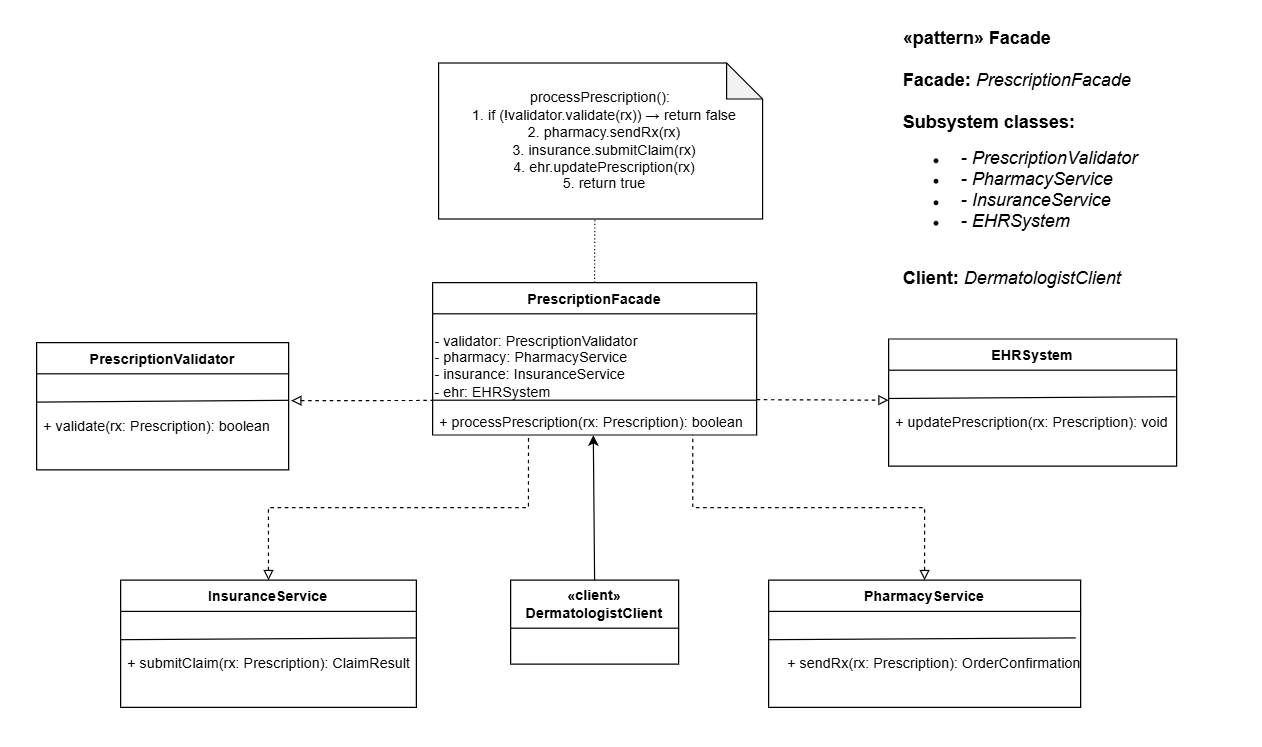 «pattern» Facade
Facade: PrescriptionFacade
Subsystem classes:
• - PrescriptionValidator
• - PharmacyService
• - InsuranceService
• - EHRSystem
Client: DermatologistClient
processPrescription():
1. if (!validator.validate(rx)) → return false
2. pharmacy.sendRx(rx)
3. insurance.submitClaim(rx)
4. ehr.updatePrescription(rx)
5. return true
PrescriptionFacade
- validator: PrescriptionValidator
- pharmacy: PharmacyService
- insurance: InsuranceService
- ehr: EHRSystem
+ processPrescription(rx: Prescription): boolean
PrescriptionValidator
+ validate(rx: Prescription): boolean
EHRSystem
+ updatePrescription(rx: Prescription): void
InsuranceService
+ submitClaim(rx: Prescription): ClaimResult
«client»
DermatologistClient
PharmacyService
+ sendRx(rx: Prescription): OrderConfirmation